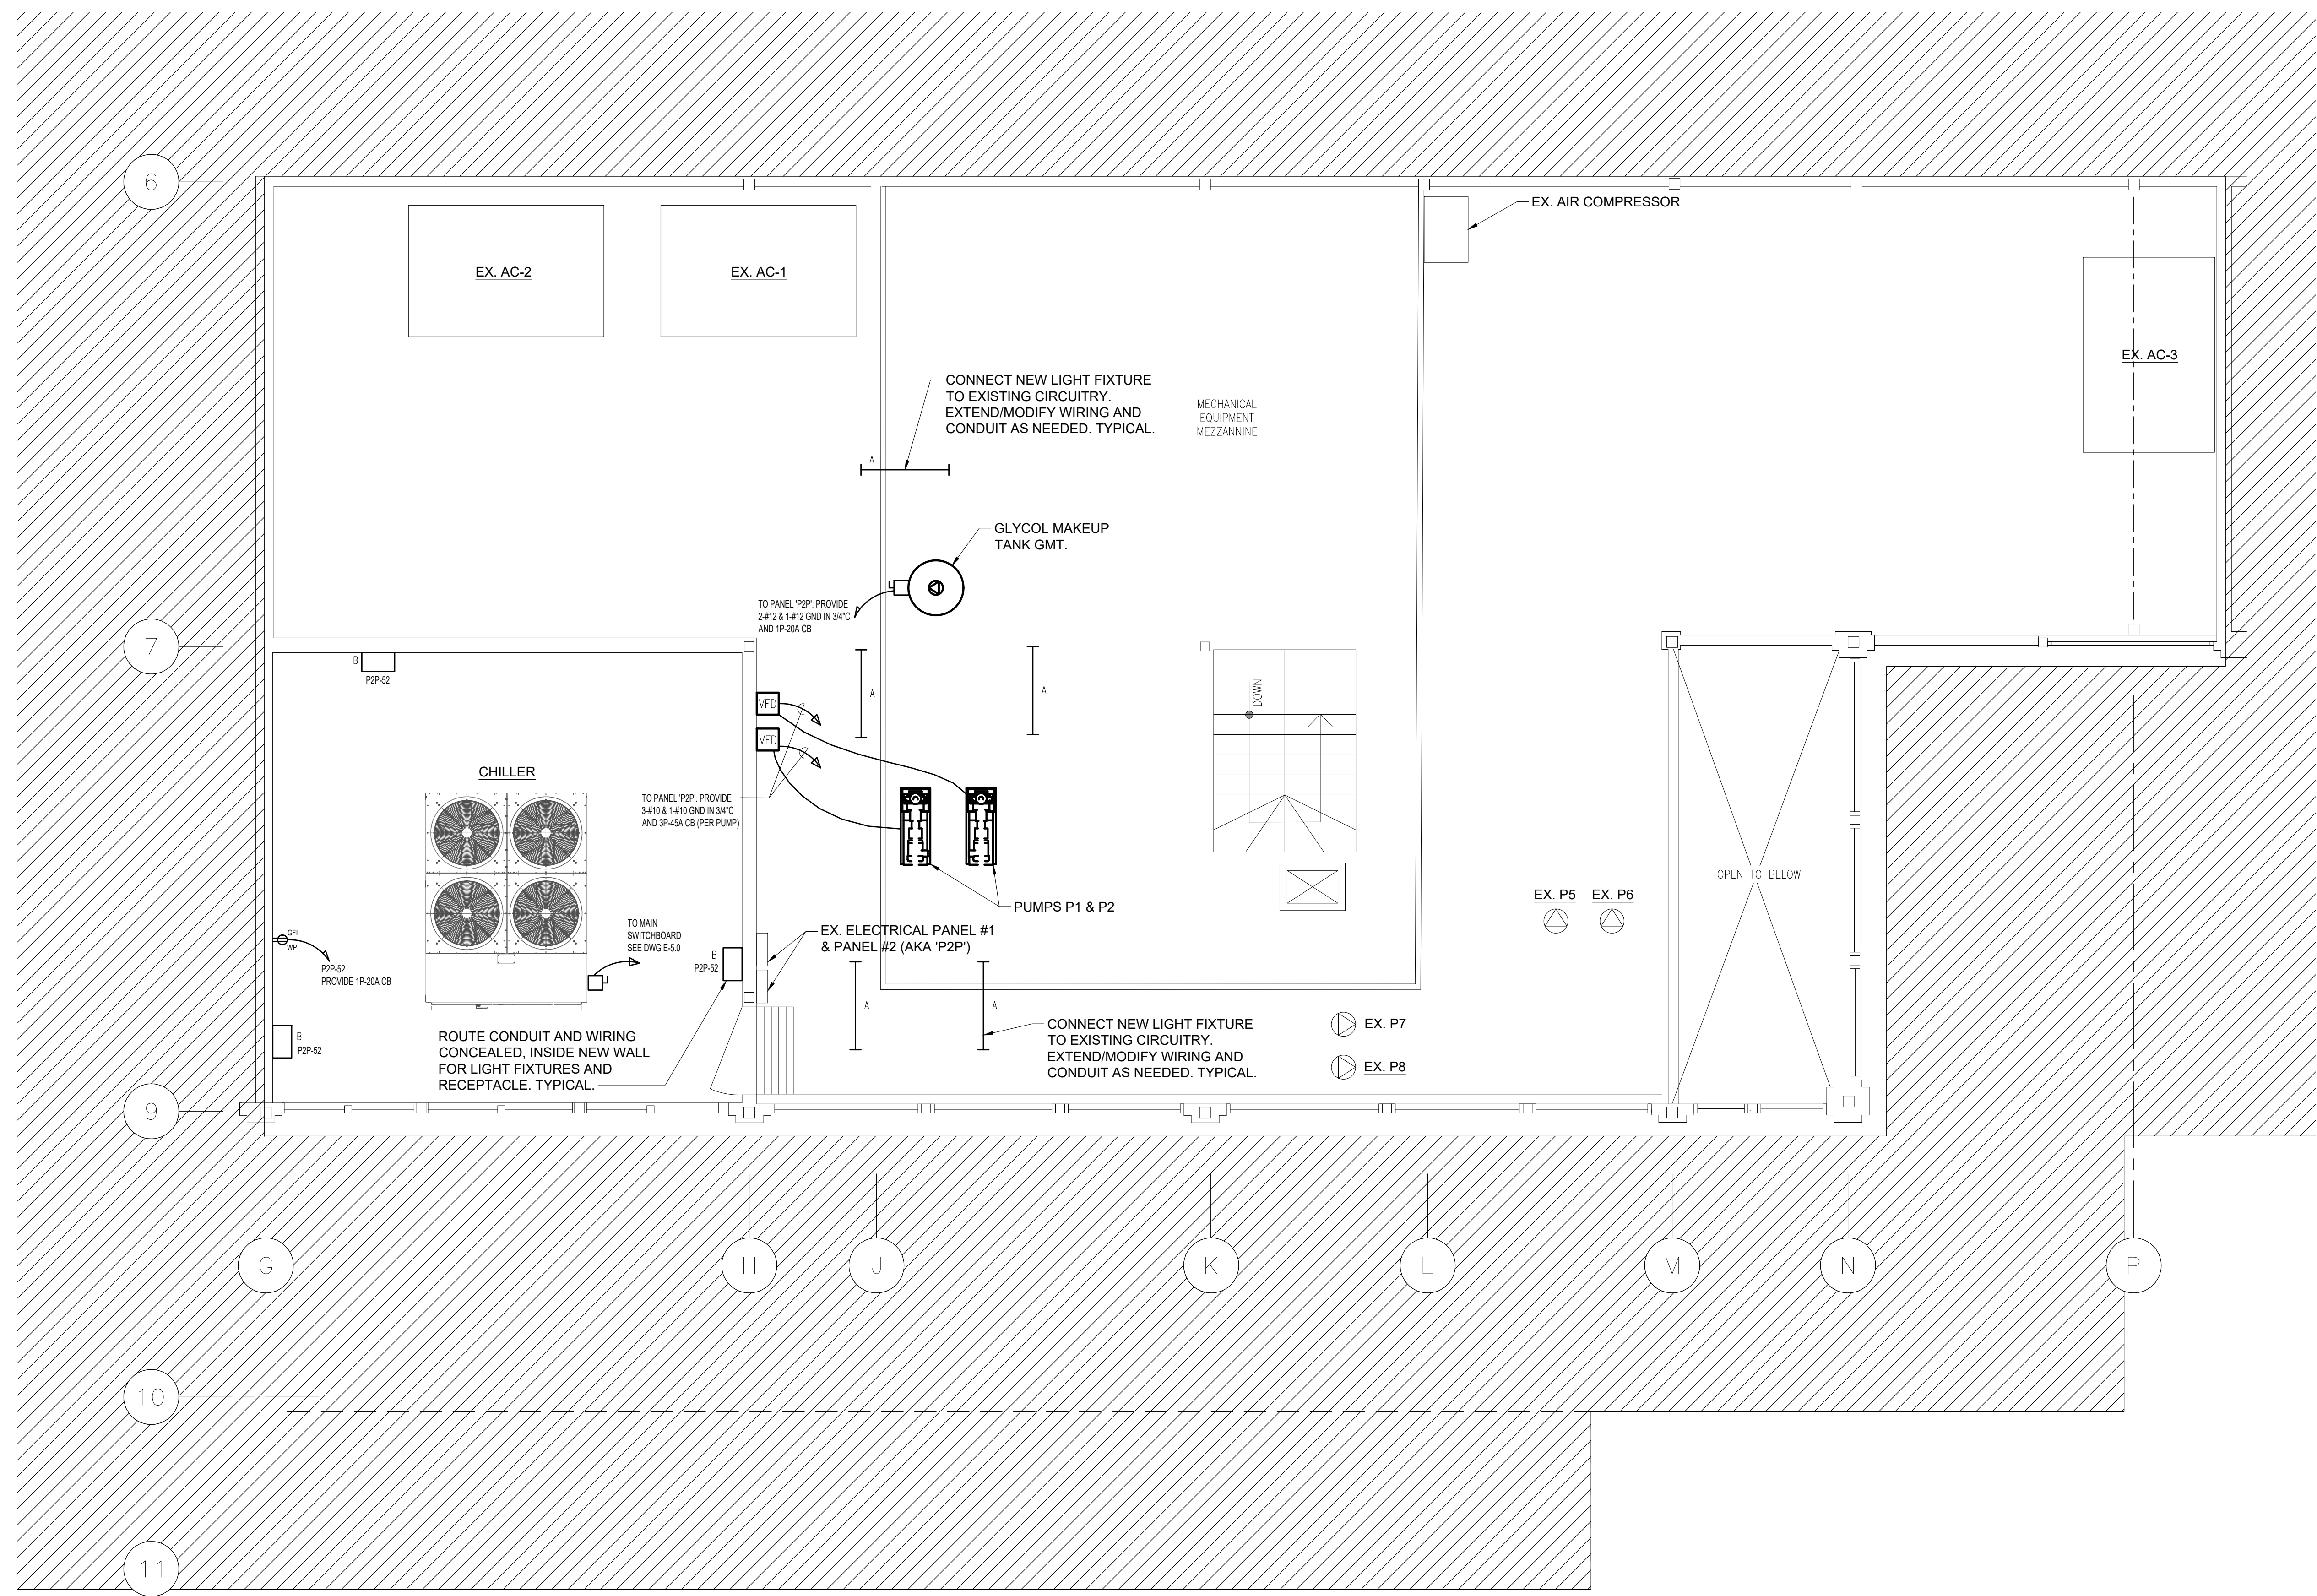 6
EX. AIR COMPRESSOR
EX. AC-2
EX. AC-1
EX. AC-3
CONNECT NEW LIGHT FIXTURE
TO EXISTING CIRCUITRY.
EXTEND/MODIFY WIRING AND
CONDUIT AS NEEDED. TYPICAL.
MECHANICAL
EQUIPMENT
MEZZANNINE
A
GLYCOL MAKEUP
TANK GMT.
TO PANEL 'P2P'. PROVIDE
2-#12 & 1-#12 GND IN 3/4"C
AND 1P-20A CB
7
B
P2P-52
A
A
DOWN
VFD
VFD
CHILLER
TO PANEL 'P2P'. PROVIDE
3-#10 & 1-#10 GND IN 3/4"C
AND 3P-45A CB (PER PUMP)
OPEN TO BELOW
EX. P5
EX. P6
PUMPS P1 & P2
EX. ELECTRICAL PANEL #1
& PANEL #2 (AKA 'P2P')
TO MAIN
SWITCHBOARD
SEE DWG E-5.0
GFI
WP
B
P2P-52
P2P-52
PROVIDE 1P-20A CB
A
A
CONNECT NEW LIGHT FIXTURE
TO EXISTING CIRCUITRY.
EXTEND/MODIFY WIRING AND
CONDUIT AS NEEDED. TYPICAL.
EX. P7
EX. P8
B
P2P-52
ROUTE CONDUIT AND WIRING
CONCEALED, INSIDE NEW WALL
FOR LIGHT FIXTURES AND
RECEPTACLE. TYPICAL.
9
G
H
J
K
L
M
N
P
10
11